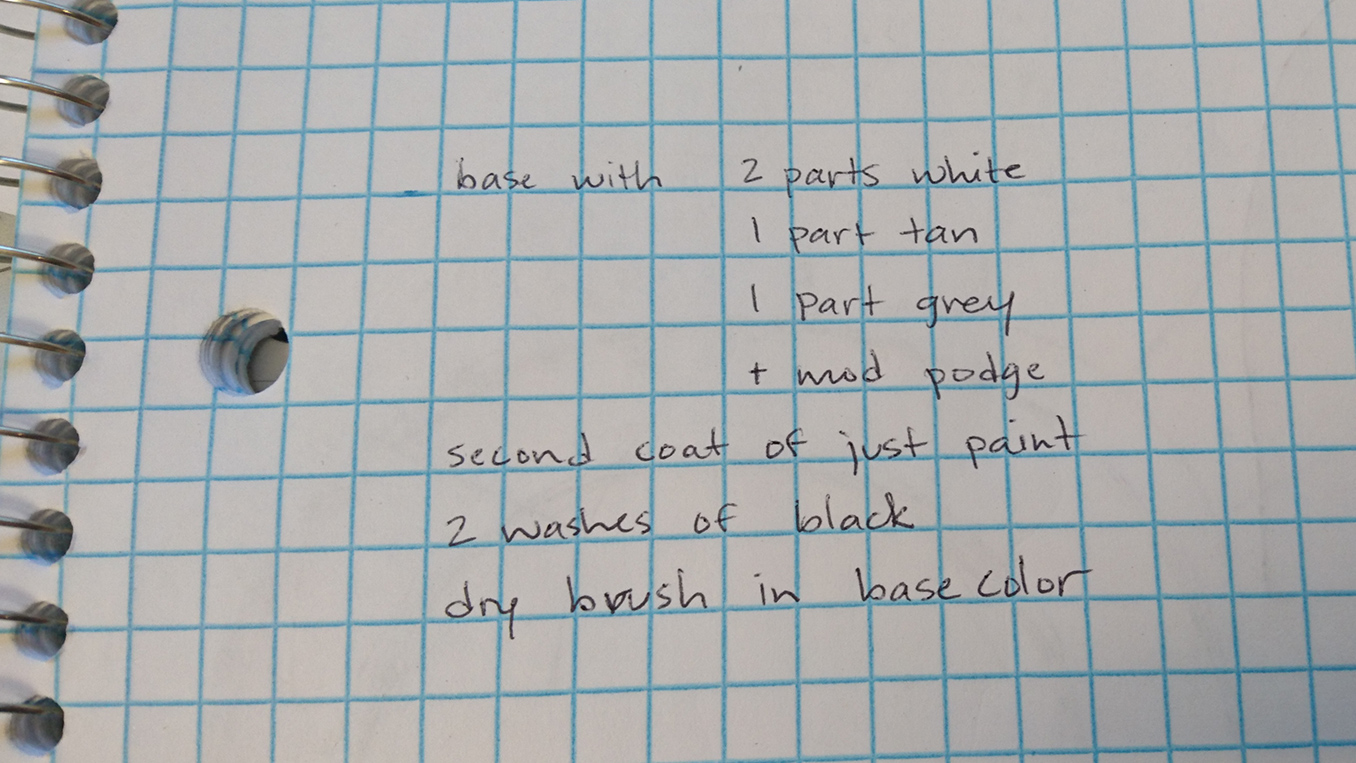 base with 2 parts white
1 part tan
1 part grey
+ mod podge
second coat of just paint
2 washes of black
dry brush in base color